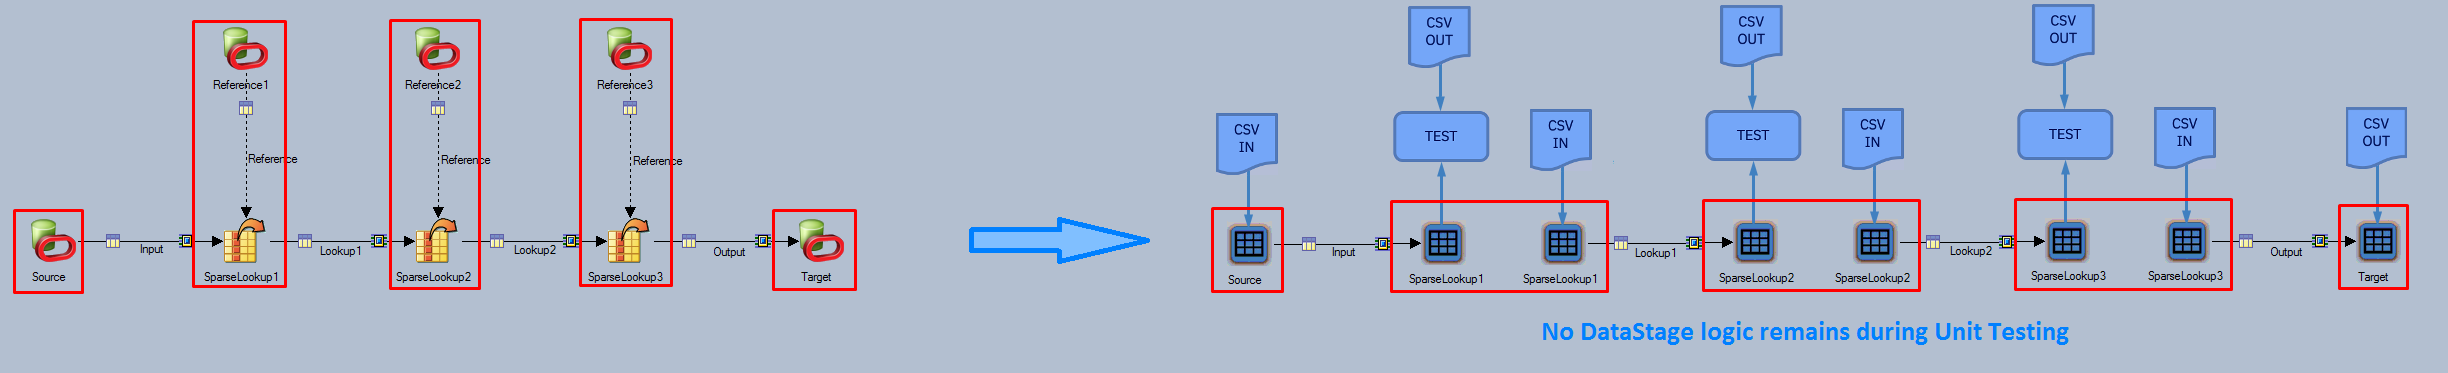 Reference1
Reference2
Reference3
Reference
Reference
Reference
Source
Input
SparseLookup1
Lookup1
SparseLookup2
Lookup2
SparseLookup3
Output
Target
CSV
OUT
CSV
OUT
CSV
OUT
CSV
IN
TEST
CSV
IN
TEST
CSV
IN
TEST
CSV
IN
CSV
OUT
Source
Input
SparseLookup1
SparseLookup1
Lookup1
SparseLookup2
SparseLookup2
Lookup2
SparseLookup3
SparseLookup3
Output
Target
No DataStage logic remains during Unit Testing